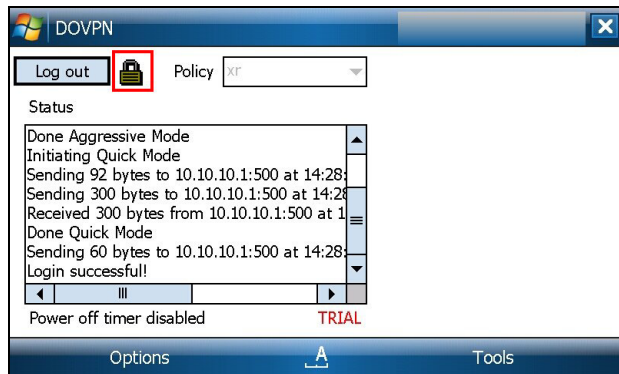 DOVPN
Log out Policy xr
Status
Done Aggressive Mode
Initiating Quick Mode
Sending 92 bytes to 10.10.10.1:500 at 14:28:
Sending 300 bytes to 10.10.10.1:500 at 14:28
Received 300 bytes from 10.10.10.1:500 at 1
Done Quick Mode
Sending 60 bytes to 10.10.10.1:500 at 14:28:
Login successful!
Power off timer disabled TRIAL
Options A Tools